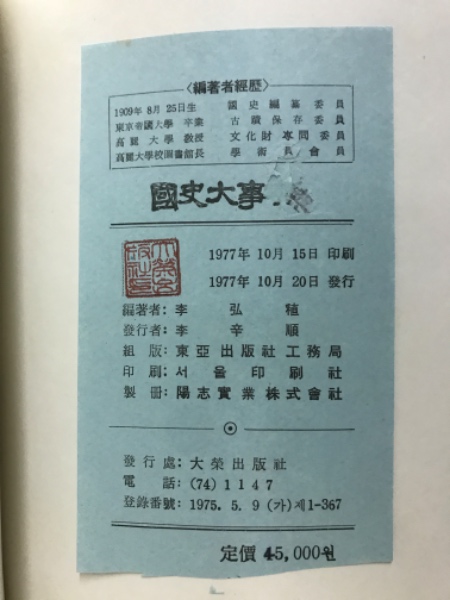 〈編著者經歷〉
1909年 8月 25日生 國史編纂委員
東京帝國大學 卒業 古蹟保存委員
高麗大學 敎授 文化財專門委員
高麗大學校圖書館長 學術員會員
國史大事
1977年 10月 15日 印刷
1977年 10月 20日 發行
編著者: 李弘稙
發行者: 李辛順
組版: 東亞出版社工務局
印刷: 서울印刷社
製冊: 陽志實業株式會社
發行處: 大榮出版社
電話: (74) 1147
登錄番號: 1975. 5. 9 (가) 제1-367
定價 45,000원